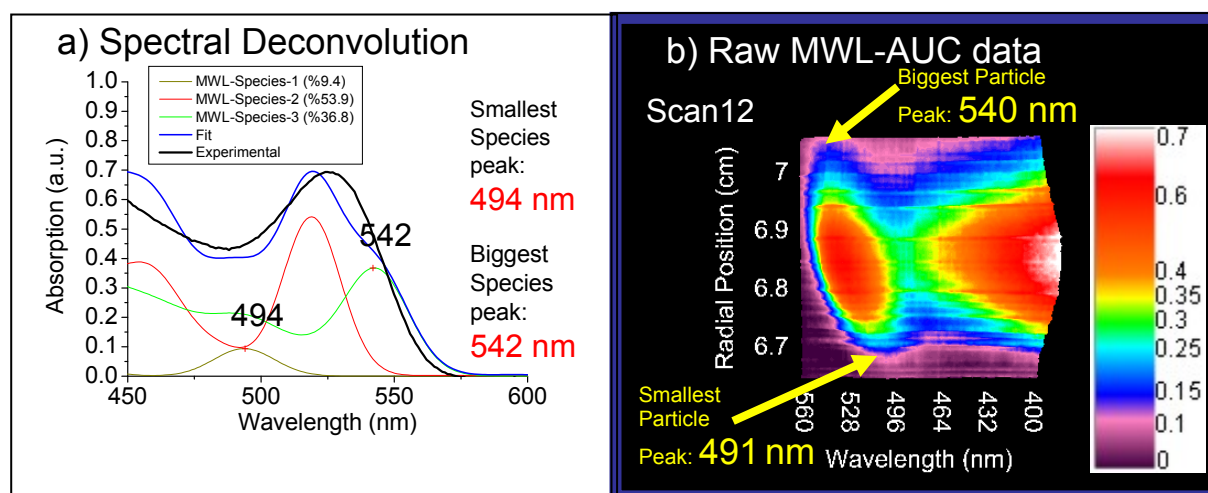 a) Spectral Deconvolution
MWL-Species-1 (%9.4)
MWL-Species-2 (%53.9)
MWL-Species-3 (%36.8)
Fit
Experimental
1.0
0.9
0.8
0.7
0.6
0.5
0.4
0.3
0.2
0.1
0.0
Absorption (a.u.)
542
494
450
500
550
600
Wavelength (nm)
Smallest
Species
peak:
494 nm
Biggest
Species
peak:
542 nm
b) Raw MWL-AUC data
Biggest Particle
Peak: 540 nm
Scan12
Radial Position (cm)
7
6.9
6.8
6.7
Smallest
Particle
Peak: 491 nm
560
528
496
464
432
400
Wavelength (nm)
0.7
0.6
0.4
0.35
0.3
0.25
0.15
0.1
0